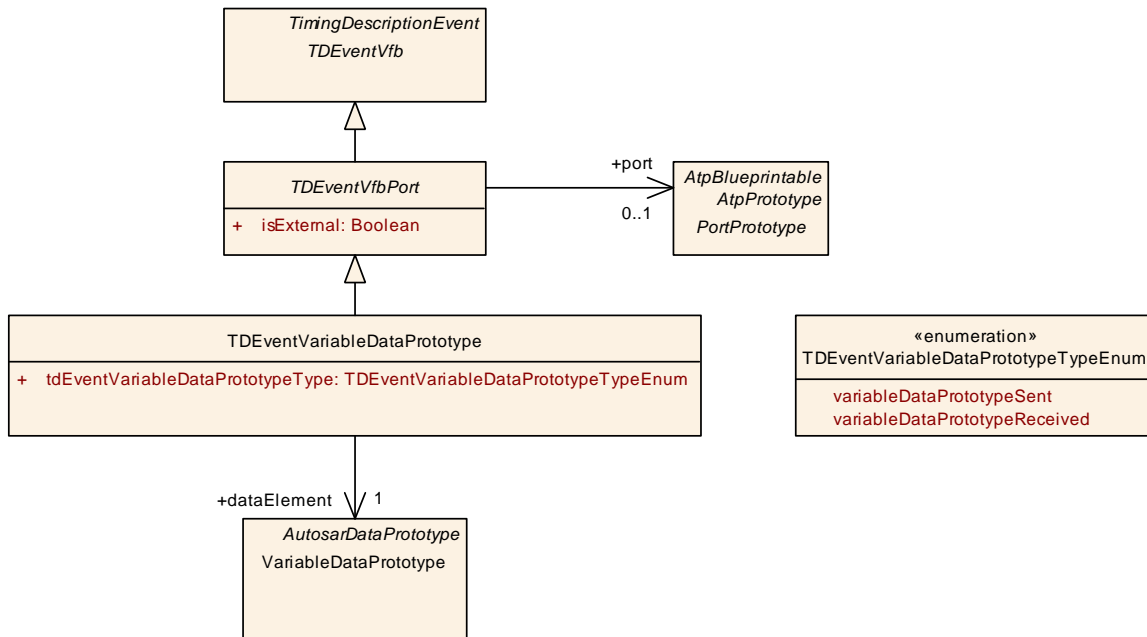 TimingDescriptionEvent
TDEventVfb
TDEventVfbPort
+ isExternal: Boolean
+port
0..1
AtpBlueprintable
AtpPrototype
PortPrototype
TDEventVariableDataPrototype
+ tdEventVariableDataPrototypeType: TDEventVariableDataPrototypeTypeEnum
«enumeration»
TDEventVariableDataPrototypeTypeEnum
variableDataPrototypeSent
variableDataPrototypeReceived
+dataElement 1
AutosarDataPrototype
VariableDataPrototype